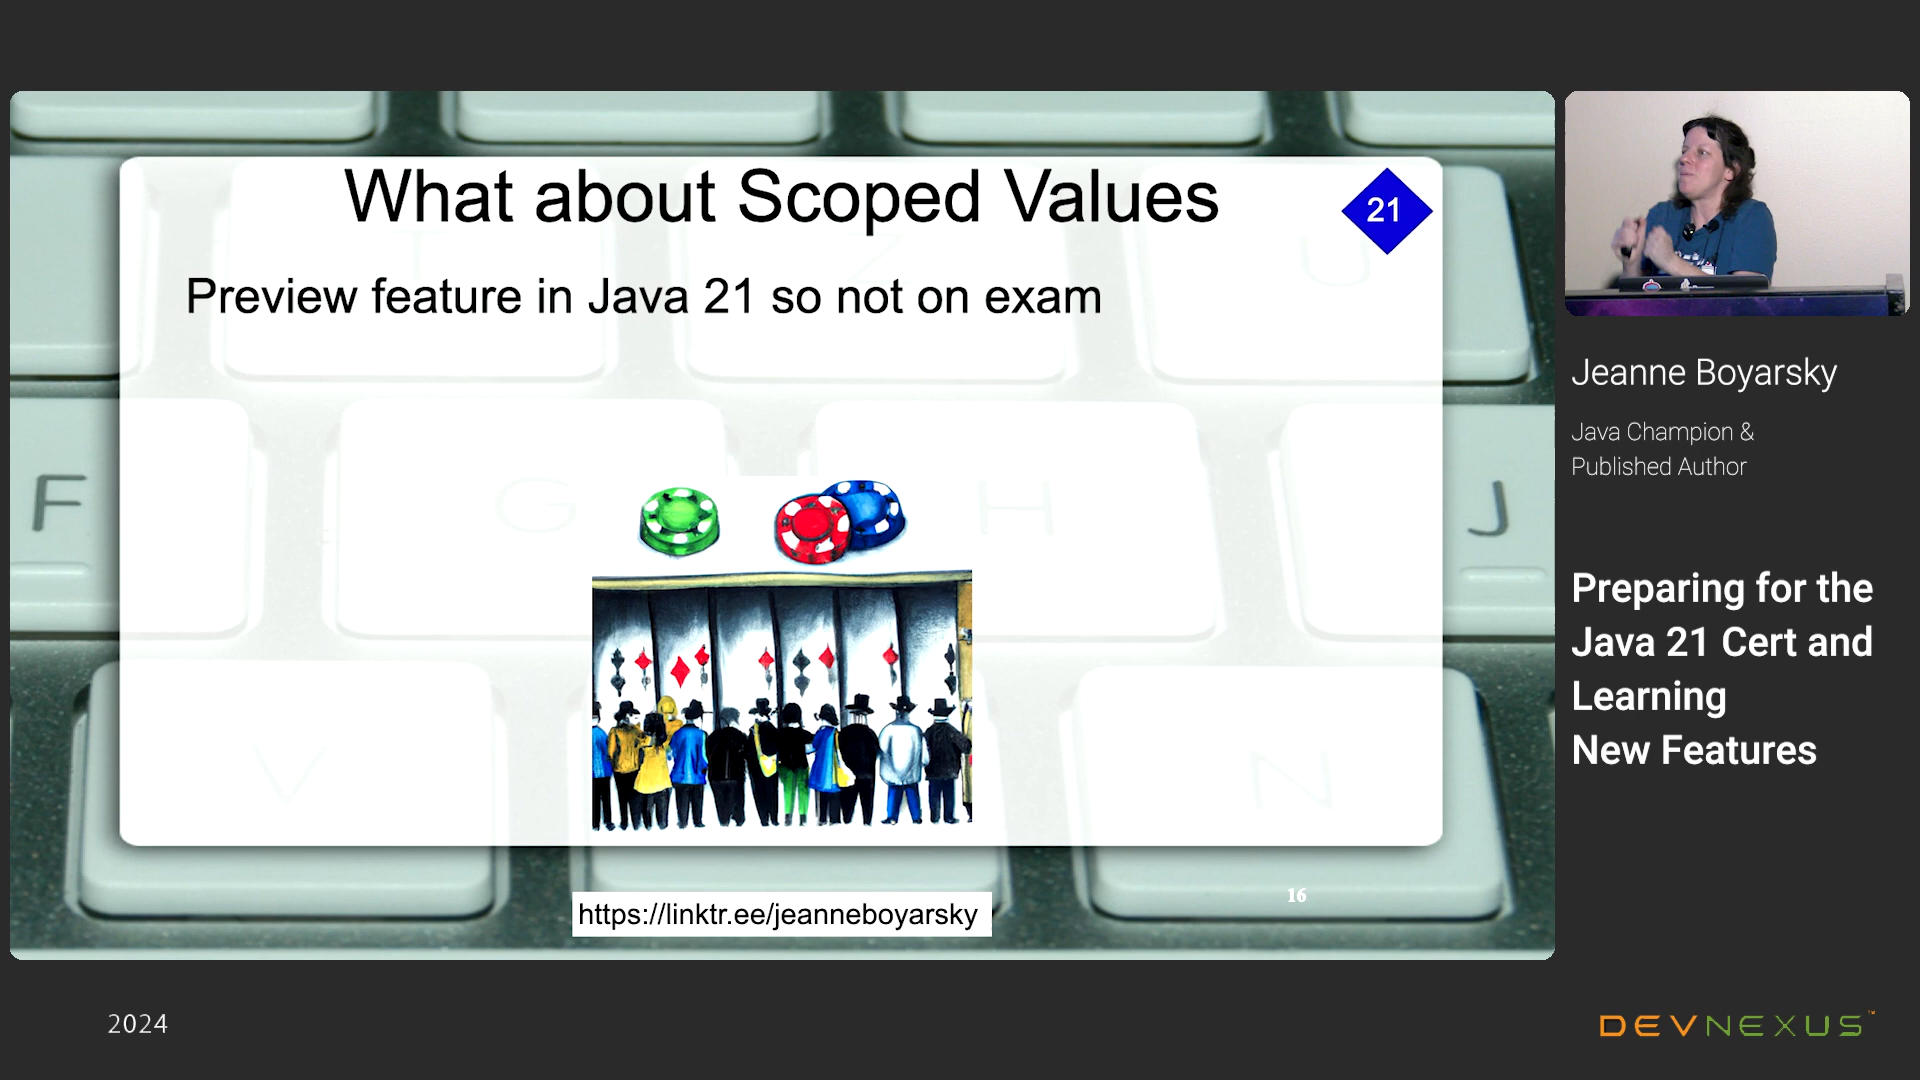 What about Scoped Values
21
Preview feature in Java 21 so not on exam
F
G
H
J
V
N
https://linktr.ee/jeanneboyarsky
16
Jeanne Boyarsky
Java Champion &
Published Author
Preparing for the
Java 21 Cert and
Learning
New Features
2024
DEVNEXUS™